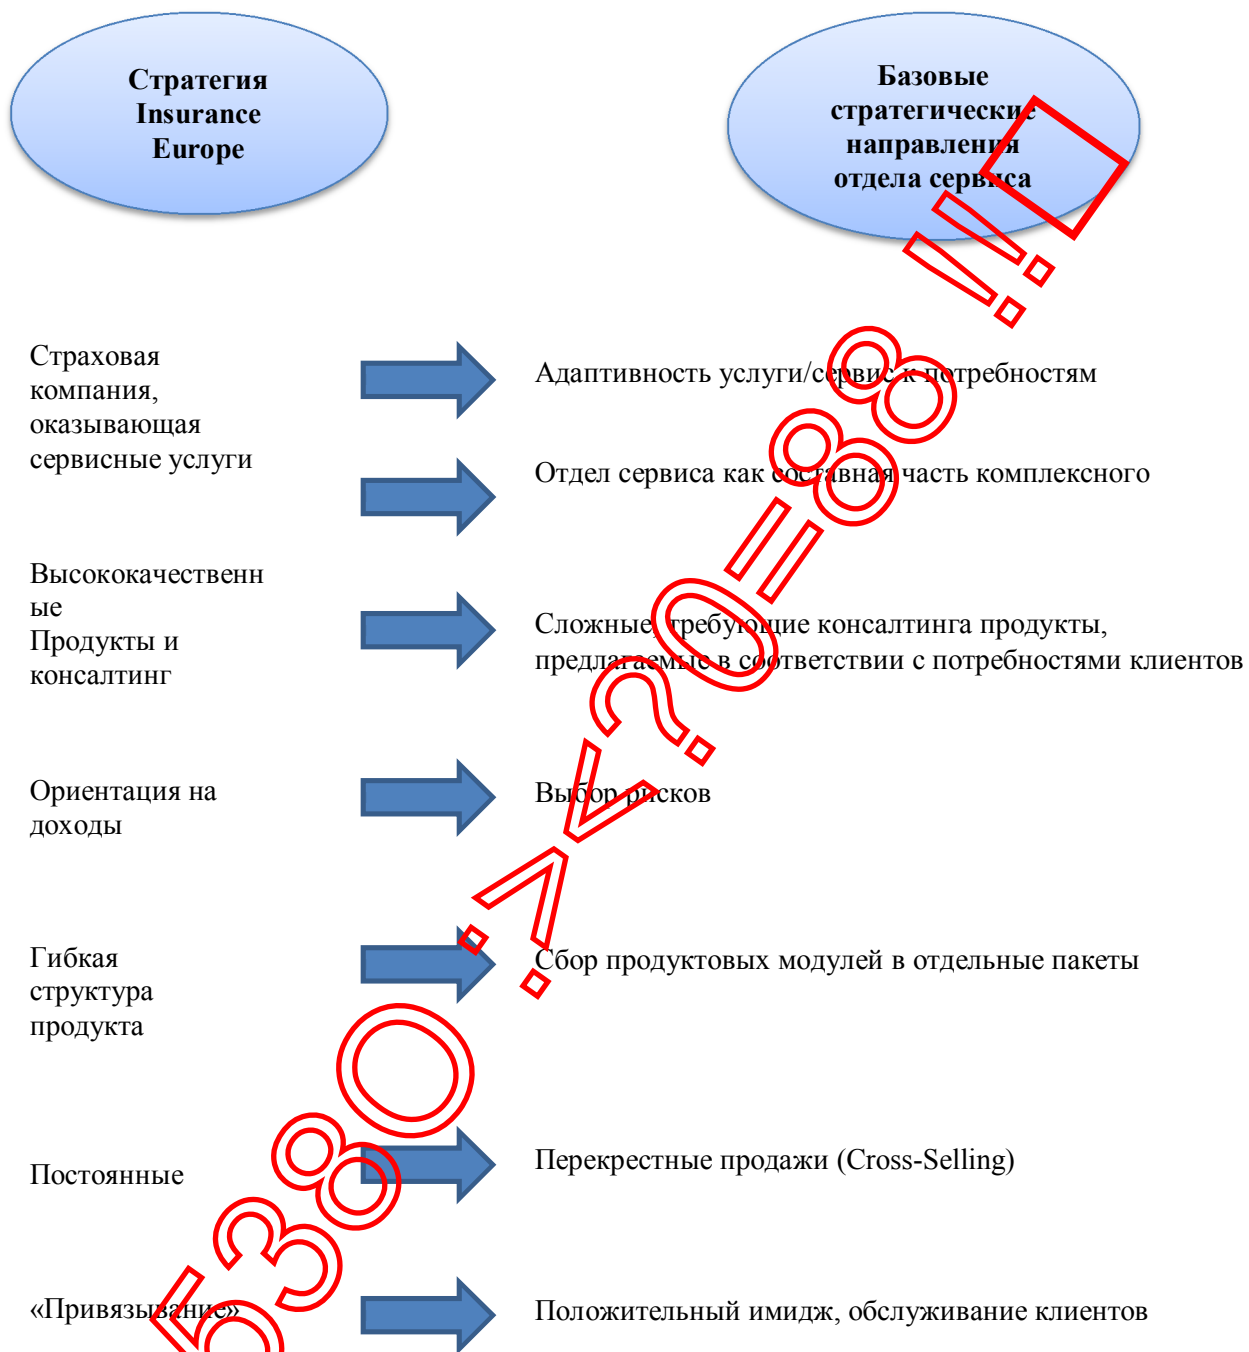 Стратегия
Insurance
Europe
Базовые
стратегические
направления
отдела сервиса
Страховая
компания,
оказывающая
сервисные услуги
Адаптивность услуги/сервис к потребностям
Отдел сервиса как составная часть комплексного
Высококачественн
ые
Продукты и
консалтинг
Сложные, требующие консалтинга продукты,
предлагаемые в соответствии с потребностями клиентов
Ориентация на
доходы
Выбор рисков
Гибкая
структура
продукта
Сбор продуктовых модулей в отдельные пакеты
Постоянные
Перекрестные продажи (Cross-Selling)
«Привязывание»
Положительный имидж, обслуживание клиентов